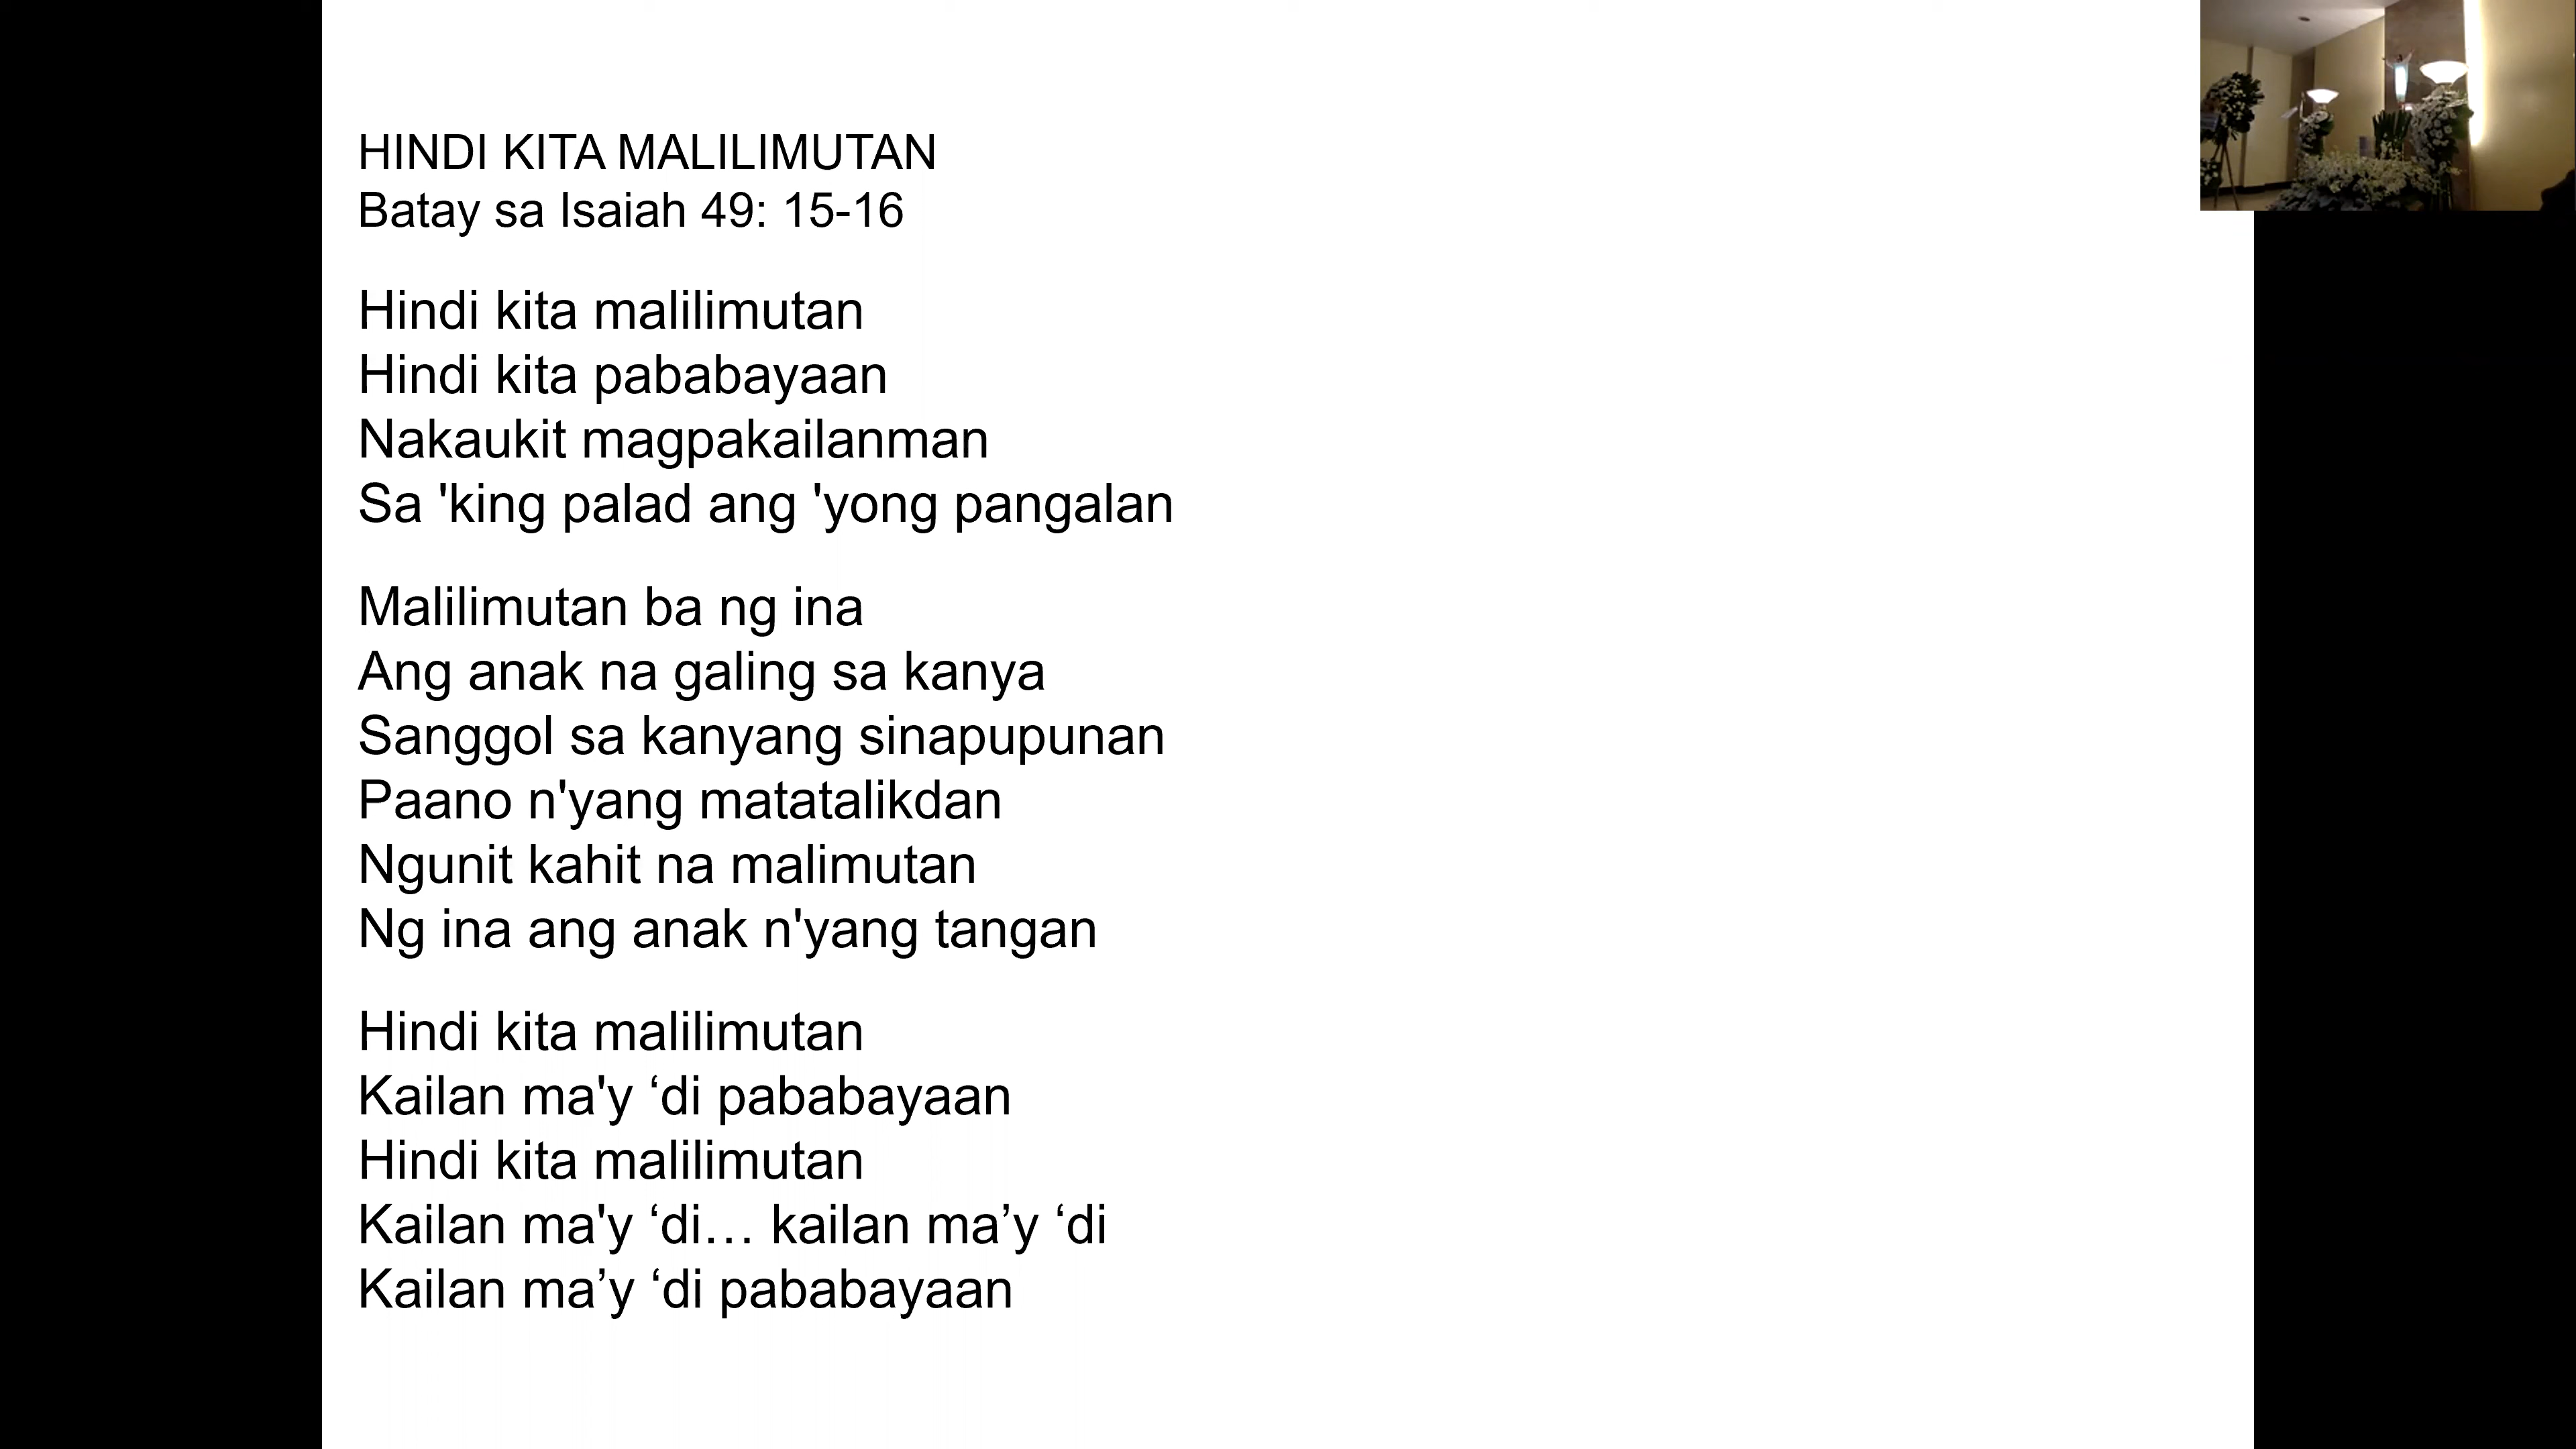 HINDI KITA MALILIMUTAN
Batay sa Isaiah 49: 15-16
Hindi kita malilimutan
Hindi kita pababayaan
Nakaukit magpakailanman
Sa 'king palad ang 'yong pangalan
Malilimutan ba ng ina
Ang anak na galing sa kanya
Sanggol sa kanyang sinapupunan
Paano n'yang matatalikdan
Ngunit kahit na malimutan
Ng ina ang anak n'yang tangan
Hindi kita malilimutan
Kailan ma'y ‘di pababayaan
Hindi kita malilimutan
Kailan ma'y ‘di… kailan ma’y ‘di
Kailan ma’y ‘di pababayaan